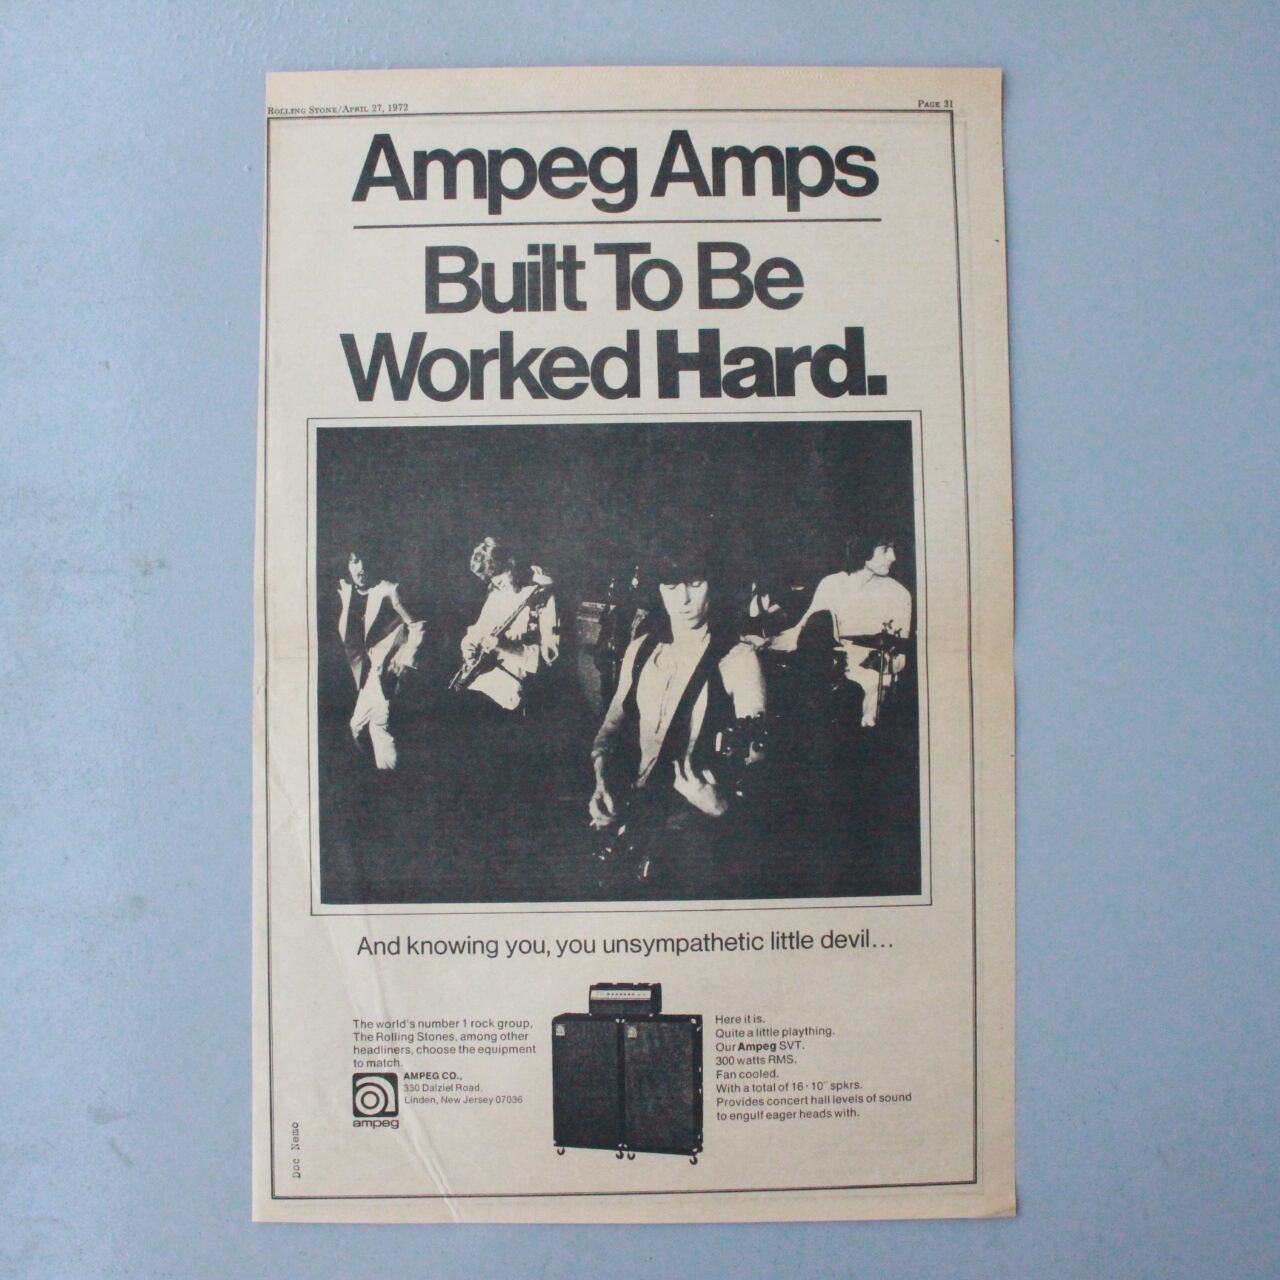 ROLLING STONE/APRIL 27, 1972
PAGE 31
Ampeg Amps
Built To Be
Worked Hard.
And knowing you, you unsympathetic little devil...
The world's number 1 rock group,
The Rolling Stones, among other
headliners, choose the equipment
to match.
AMPEG CO.,
330 Dalziel Road,
Linden, New Jersey 07036
ampeg
Here it is.
Quite a little plaything.
Our Ampeg SVT.
300 watts RMS.
Fan cooled.
With a total of 16 · 10" spkrs.
Provides concert hall levels of sound
to engulf eager heads with.
Doc Nemo